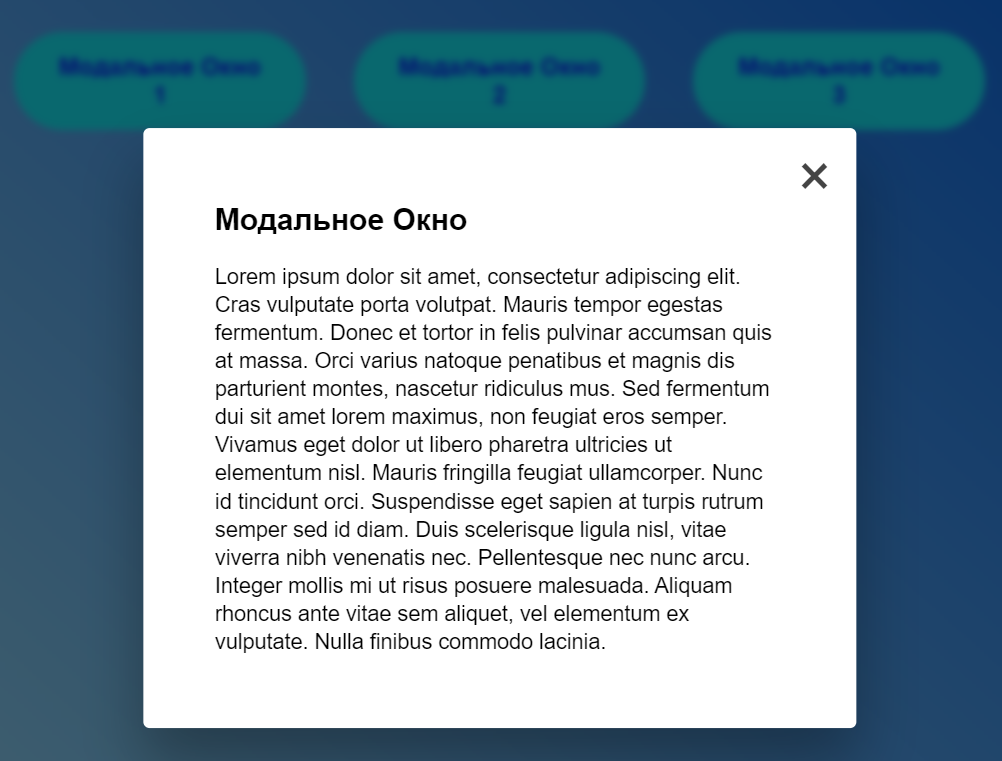 Модальное Окно
1
Модальное Окно
2
Модальное Окно
3
Модальное Окно
Lorem ipsum dolor sit amet, consectetur adipiscing elit.
Cras vulputate porta volutpat. Mauris tempor egestas
fermentum. Donec et tortor in felis pulvinar accumsan quis
at massa. Orci varius natoque penatibus et magnis dis
parturient montes, nascetur ridiculus mus. Sed fermentum
dui sit amet lorem maximus, non feugiat eros semper.
Vivamus eget dolor ut libero pharetra ultricies ut
elementum nisl. Mauris fringilla feugiat ullamcorper. Nunc
id tincidunt orci. Suspendisse eget sapien at turpis rutrum
semper sed id diam. Duis scelerisque ligula nisl, vitae
viverra nibh venenatis nec. Pellentesque nec nunc arcu.
Integer mollis mi ut risus posuere malesuada. Aliquam
rhoncus ante vitae sem aliquet, vel elementum ex
vulputate. Nulla finibus commodo lacinia.